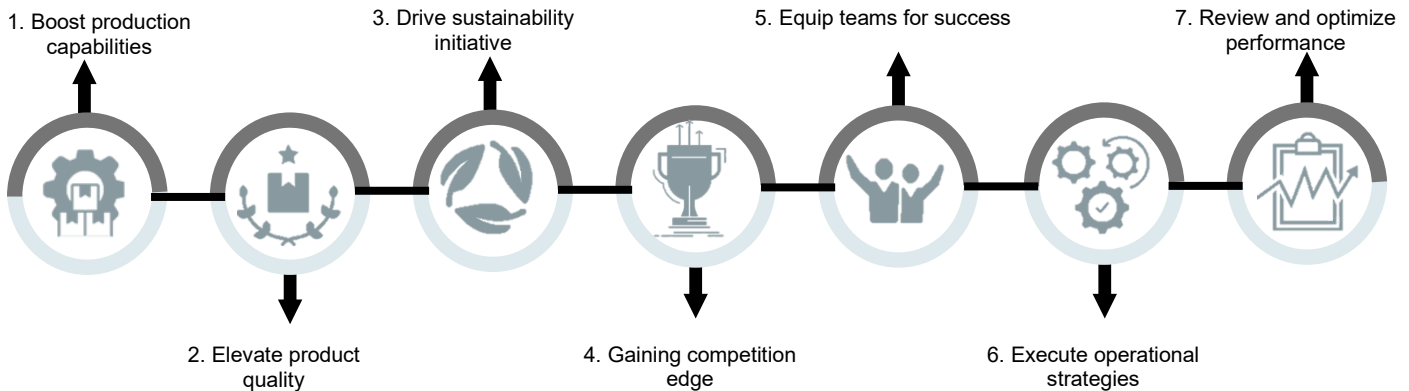 1. Boost production
capabilities
3. Drive sustainability
initiative
5. Equip teams for success
7. Review and optimize
performance
2. Elevate product
quality
4. Gaining competition
edge
6. Execute operational
strategies